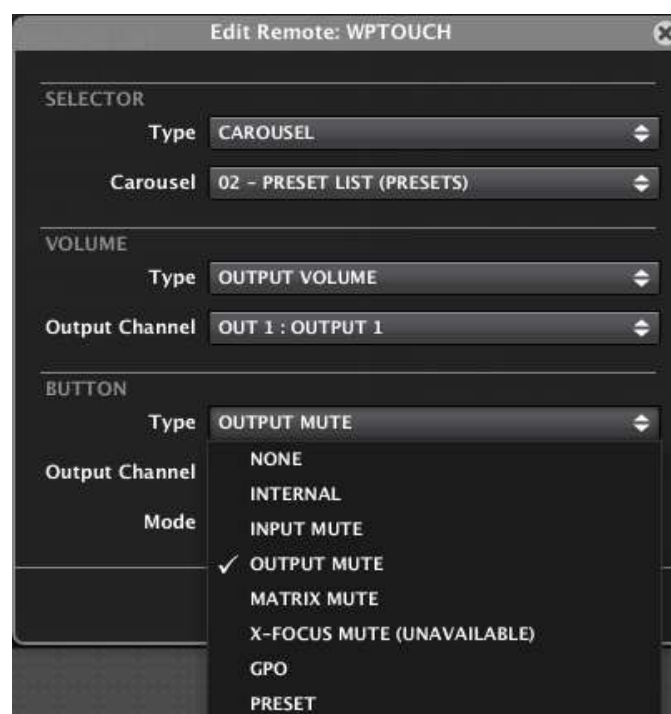 Edit Remote: WPTOUCH
SELECTOR
Type CAROUSEL
Carousel 02 - PRESET LIST (PRESETS)
VOLUME
Type OUTPUT VOLUME
Output Channel OUT 1 : OUTPUT 1
BUTTON
Type OUTPUT MUTE
NONE
Output Channel
INTERNAL
Mode
INPUT MUTE
✓ OUTPUT MUTE
MATRIX MUTE
X-FOCUS MUTE (UNAVAILABLE)
GPO
PRESET